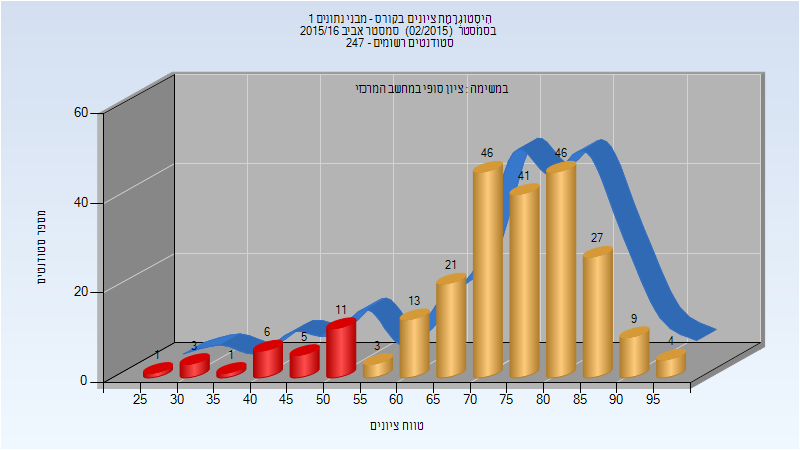 היסטוגרמת ציונים בקורס - מבני נתונים 1
בסמסטר (02/2015) סמסטר אביב 2015/16
סטודנטים רשומים - 247
במשימה : ציון סופי במחשב המרכזי
מספר סטודנטים
60
40
20
0
1
3
1
6
5
11
3
13
21
46
41
46
27
9
4
25 30 35 40 45 50 55 60 65 70 75 80 85 90 95
טווח ציונים